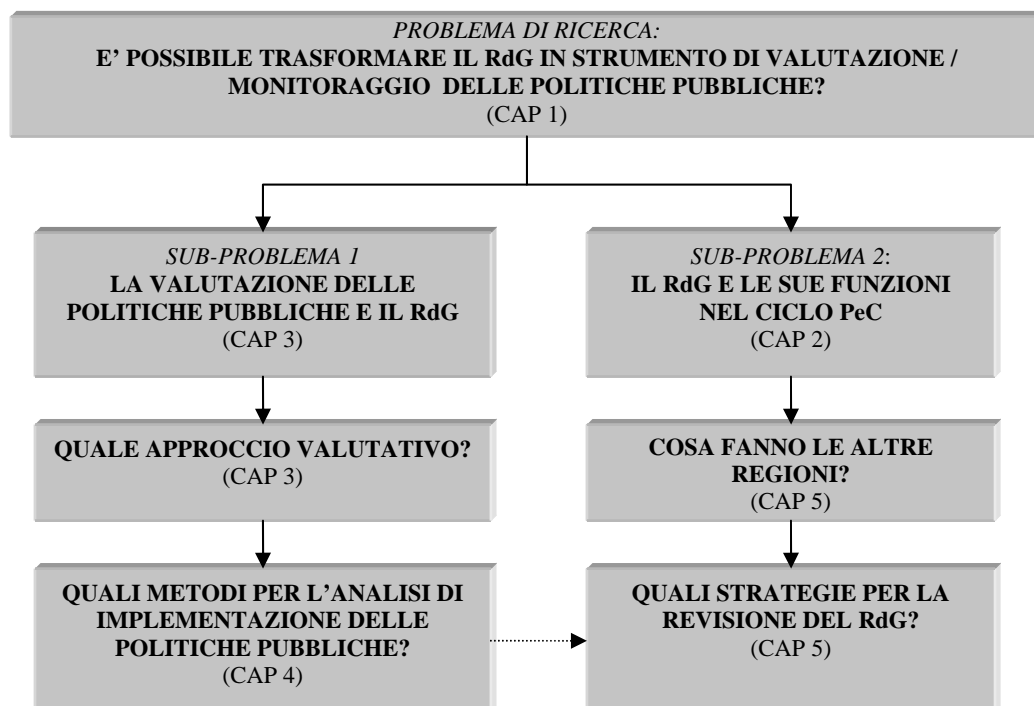 PROBLEMA DI RICERCA:
E’ POSSIBILE TRASFORMARE IL RdG IN STRUMENTO DI VALUTAZIONE /
MONITORAGGIO DELLE POLITICHE PUBBLICHE?
(CAP 1)
SUB-PROBLEMA 1
LA VALUTAZIONE DELLE
POLITICHE PUBBLICHE E IL RdG
(CAP 3)
SUB-PROBLEMA 2:
IL RdG E LE SUE FUNZIONI
NEL CICLO PeC
(CAP 2)
QUALE APPROCCIO VALUTATIVO?
(CAP 3)
COSA FANNO LE ALTRE
REGIONI?
(CAP 5)
QUALI METODI PER L’ANALISI DI
IMPLEMENTAZIONE DELLE
POLITICHE PUBBLICHE?
(CAP 4)
QUALI STRATEGIE PER LA
REVISIONE DEL RdG?
(CAP 5)